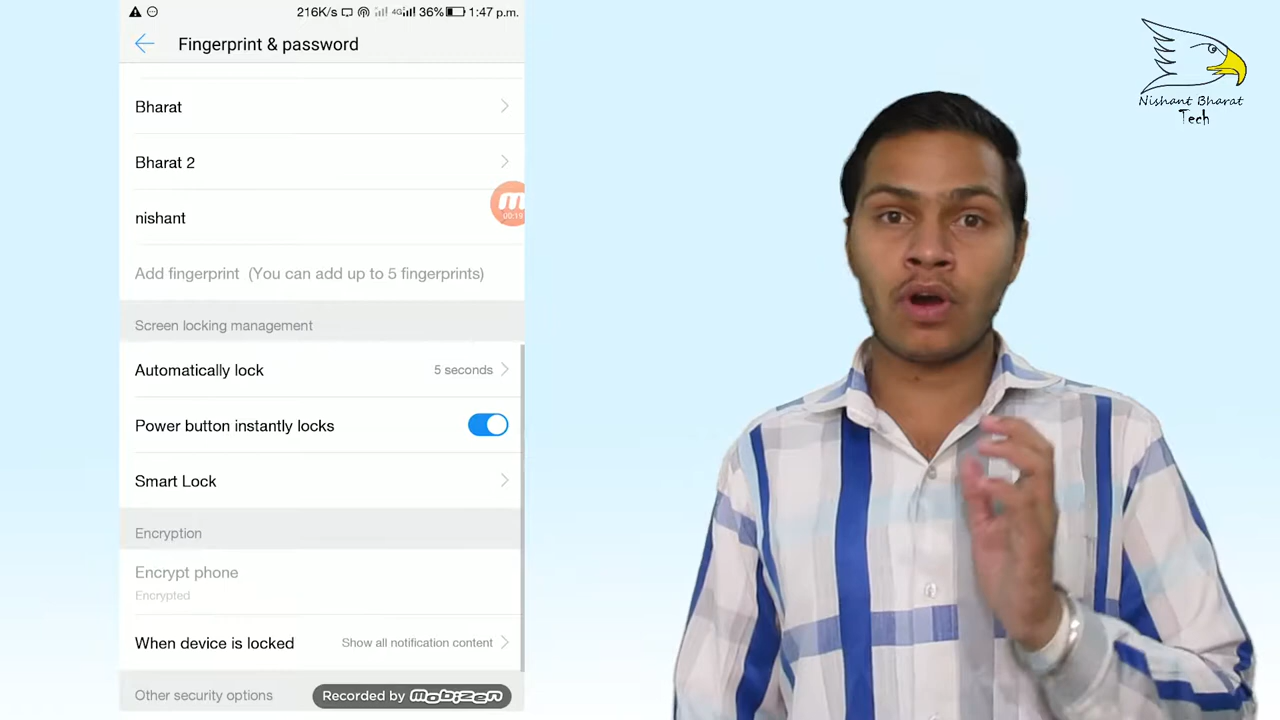 216K/s 4G 36% 1:47 p.m.
Fingerprint & password
Bharat
Bharat 2
nishant
00:19
Add fingerprint (You can add up to 5 fingerprints)
Screen locking management
Automatically lock 5 seconds
Power button instantly locks
Smart Lock
Encryption
Encrypt phone
Encrypted
When device is locked Show all notification content
Other security options
Recorded by mobizen
Nishant Bharat
Tech